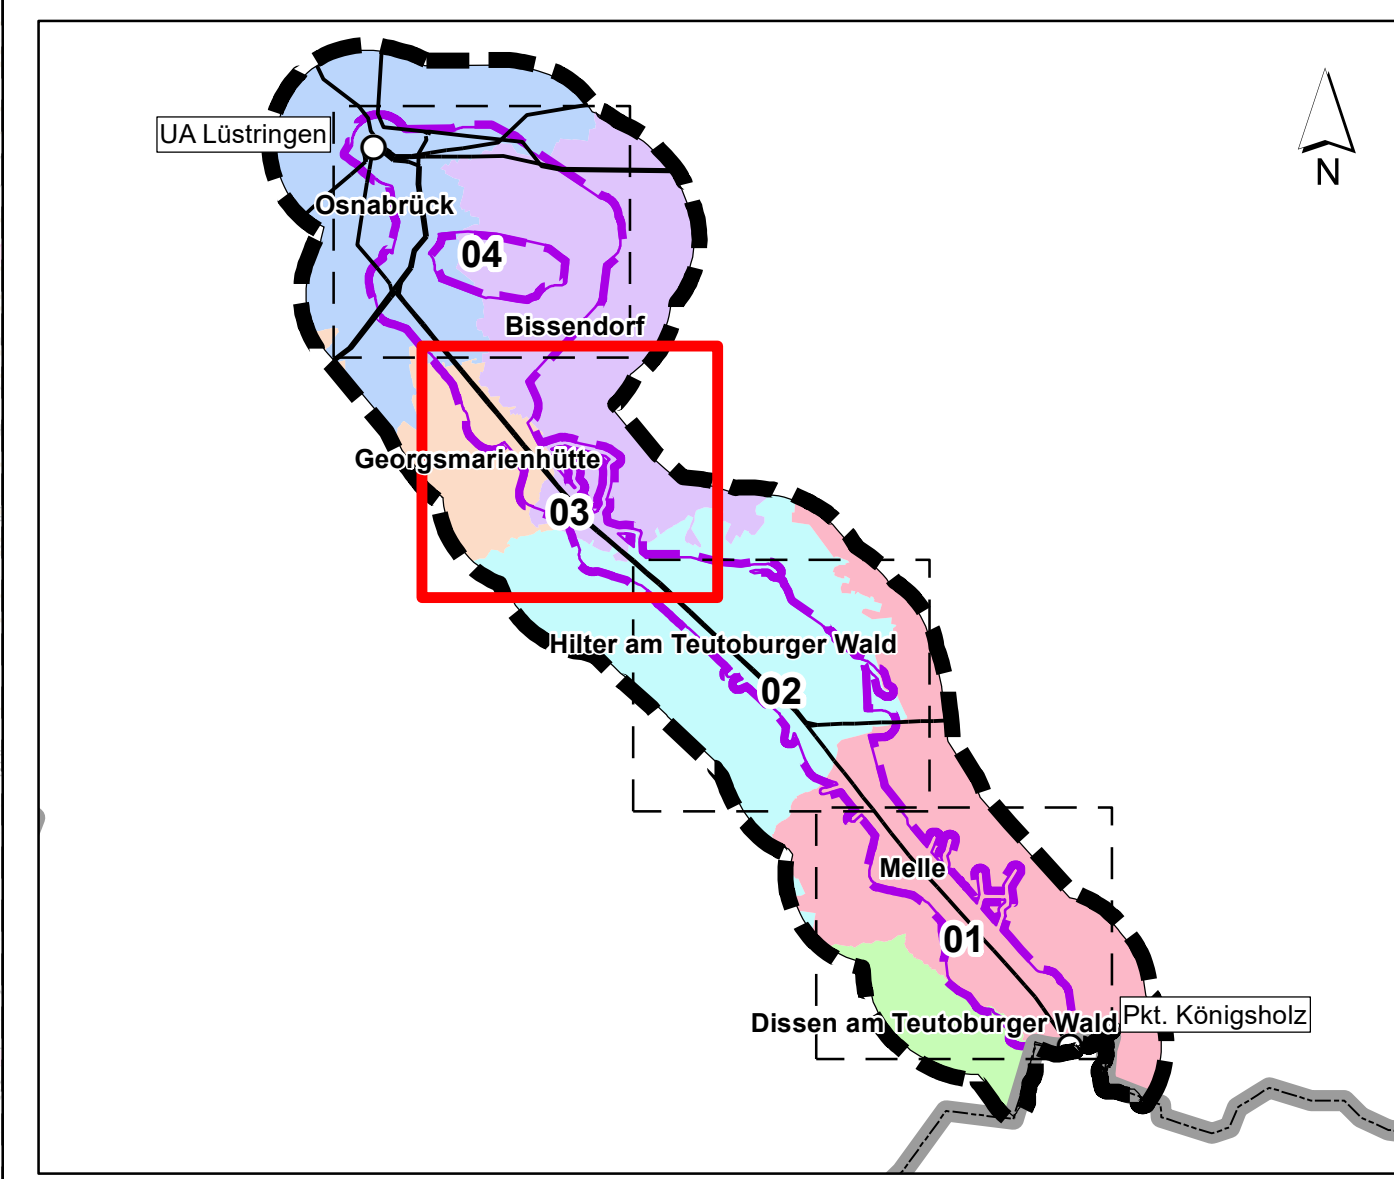 UA Lüstringen
N
Osnabrück
04
Bissendorf
Georgsmarienhütte
03
Hilter am Teutoburger Wald
02
Melle
01
Dissen am Teutoburger Wald
Pkt. Königsholz